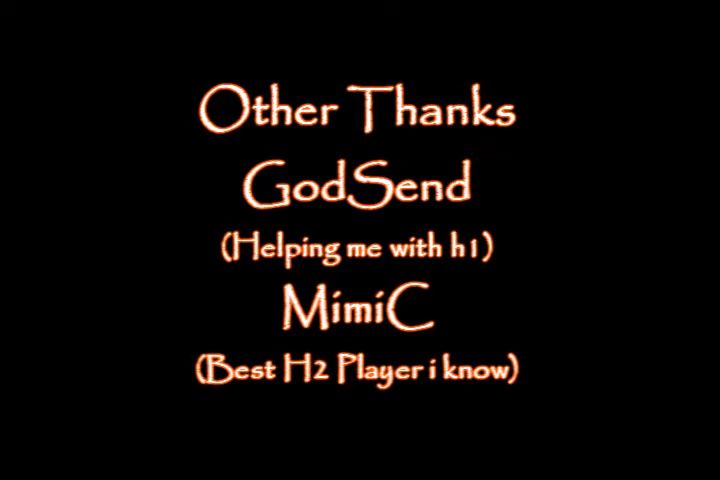 Other Thanks
GodSend
(Helping me with h1)
MimiC
(Best H2 Player i know)